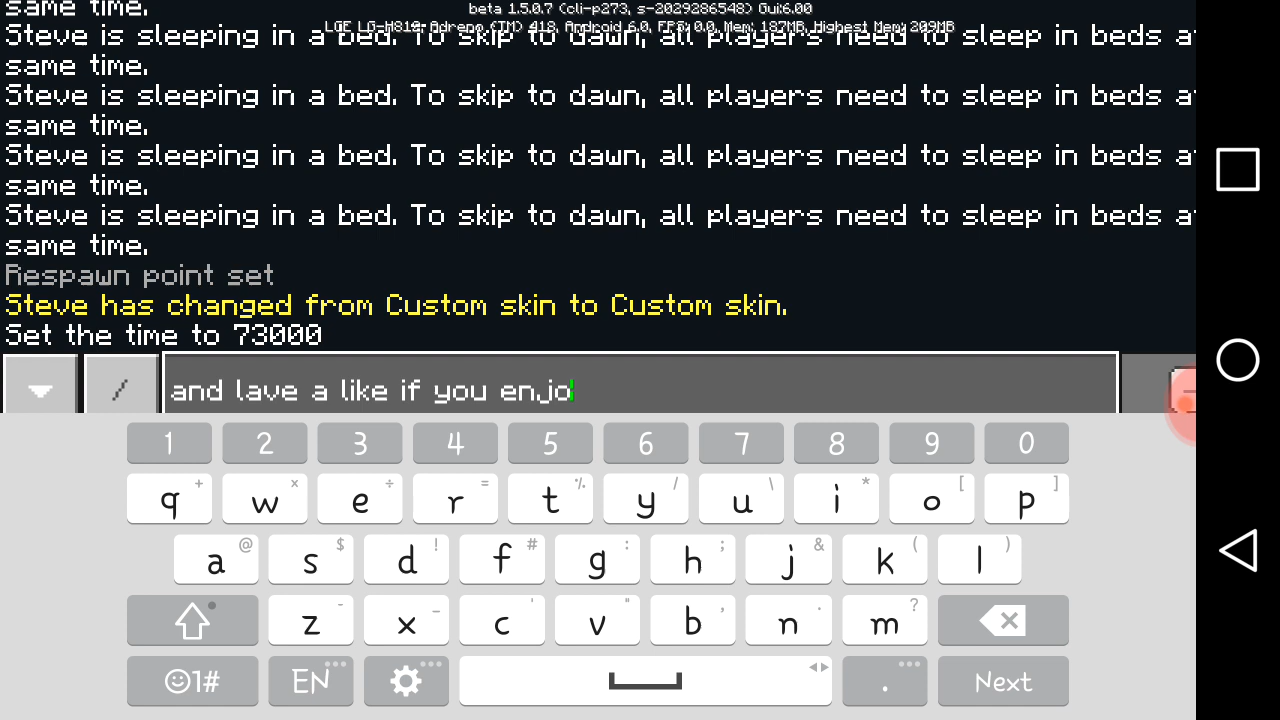 same time.
beta 1.5.0.7 (cli-p273, s-2029286548) Gui:6.00
LGE LG-H812, Adreno (TM) 418, Android 6.0, FPS: 0.0, Mem: 187MB, Highest Mem: 209MB
Steve is sleeping in a bed. To skip to dawn, all players need to sleep in beds at
same time.
Steve is sleeping in a bed. To skip to dawn, all players need to sleep in beds at
same time.
Steve is sleeping in a bed. To skip to dawn, all players need to sleep in beds at
same time.
Steve is sleeping in a bed. To skip to dawn, all players need to sleep in beds at
same time.
Respawn point set
Steve has changed from Custom skin to Custom skin.
Set the time to 73000
/ and lave a like if you enjo
1 2 3 4 5 6 7 8 9 0
q + w × e ÷ r = t % y / u \ i * o [ p ]
a @ s $ d ! f # g : h ; j & k ( l )
z - x _ c ' v " b , n . m ?
1# EN . Next